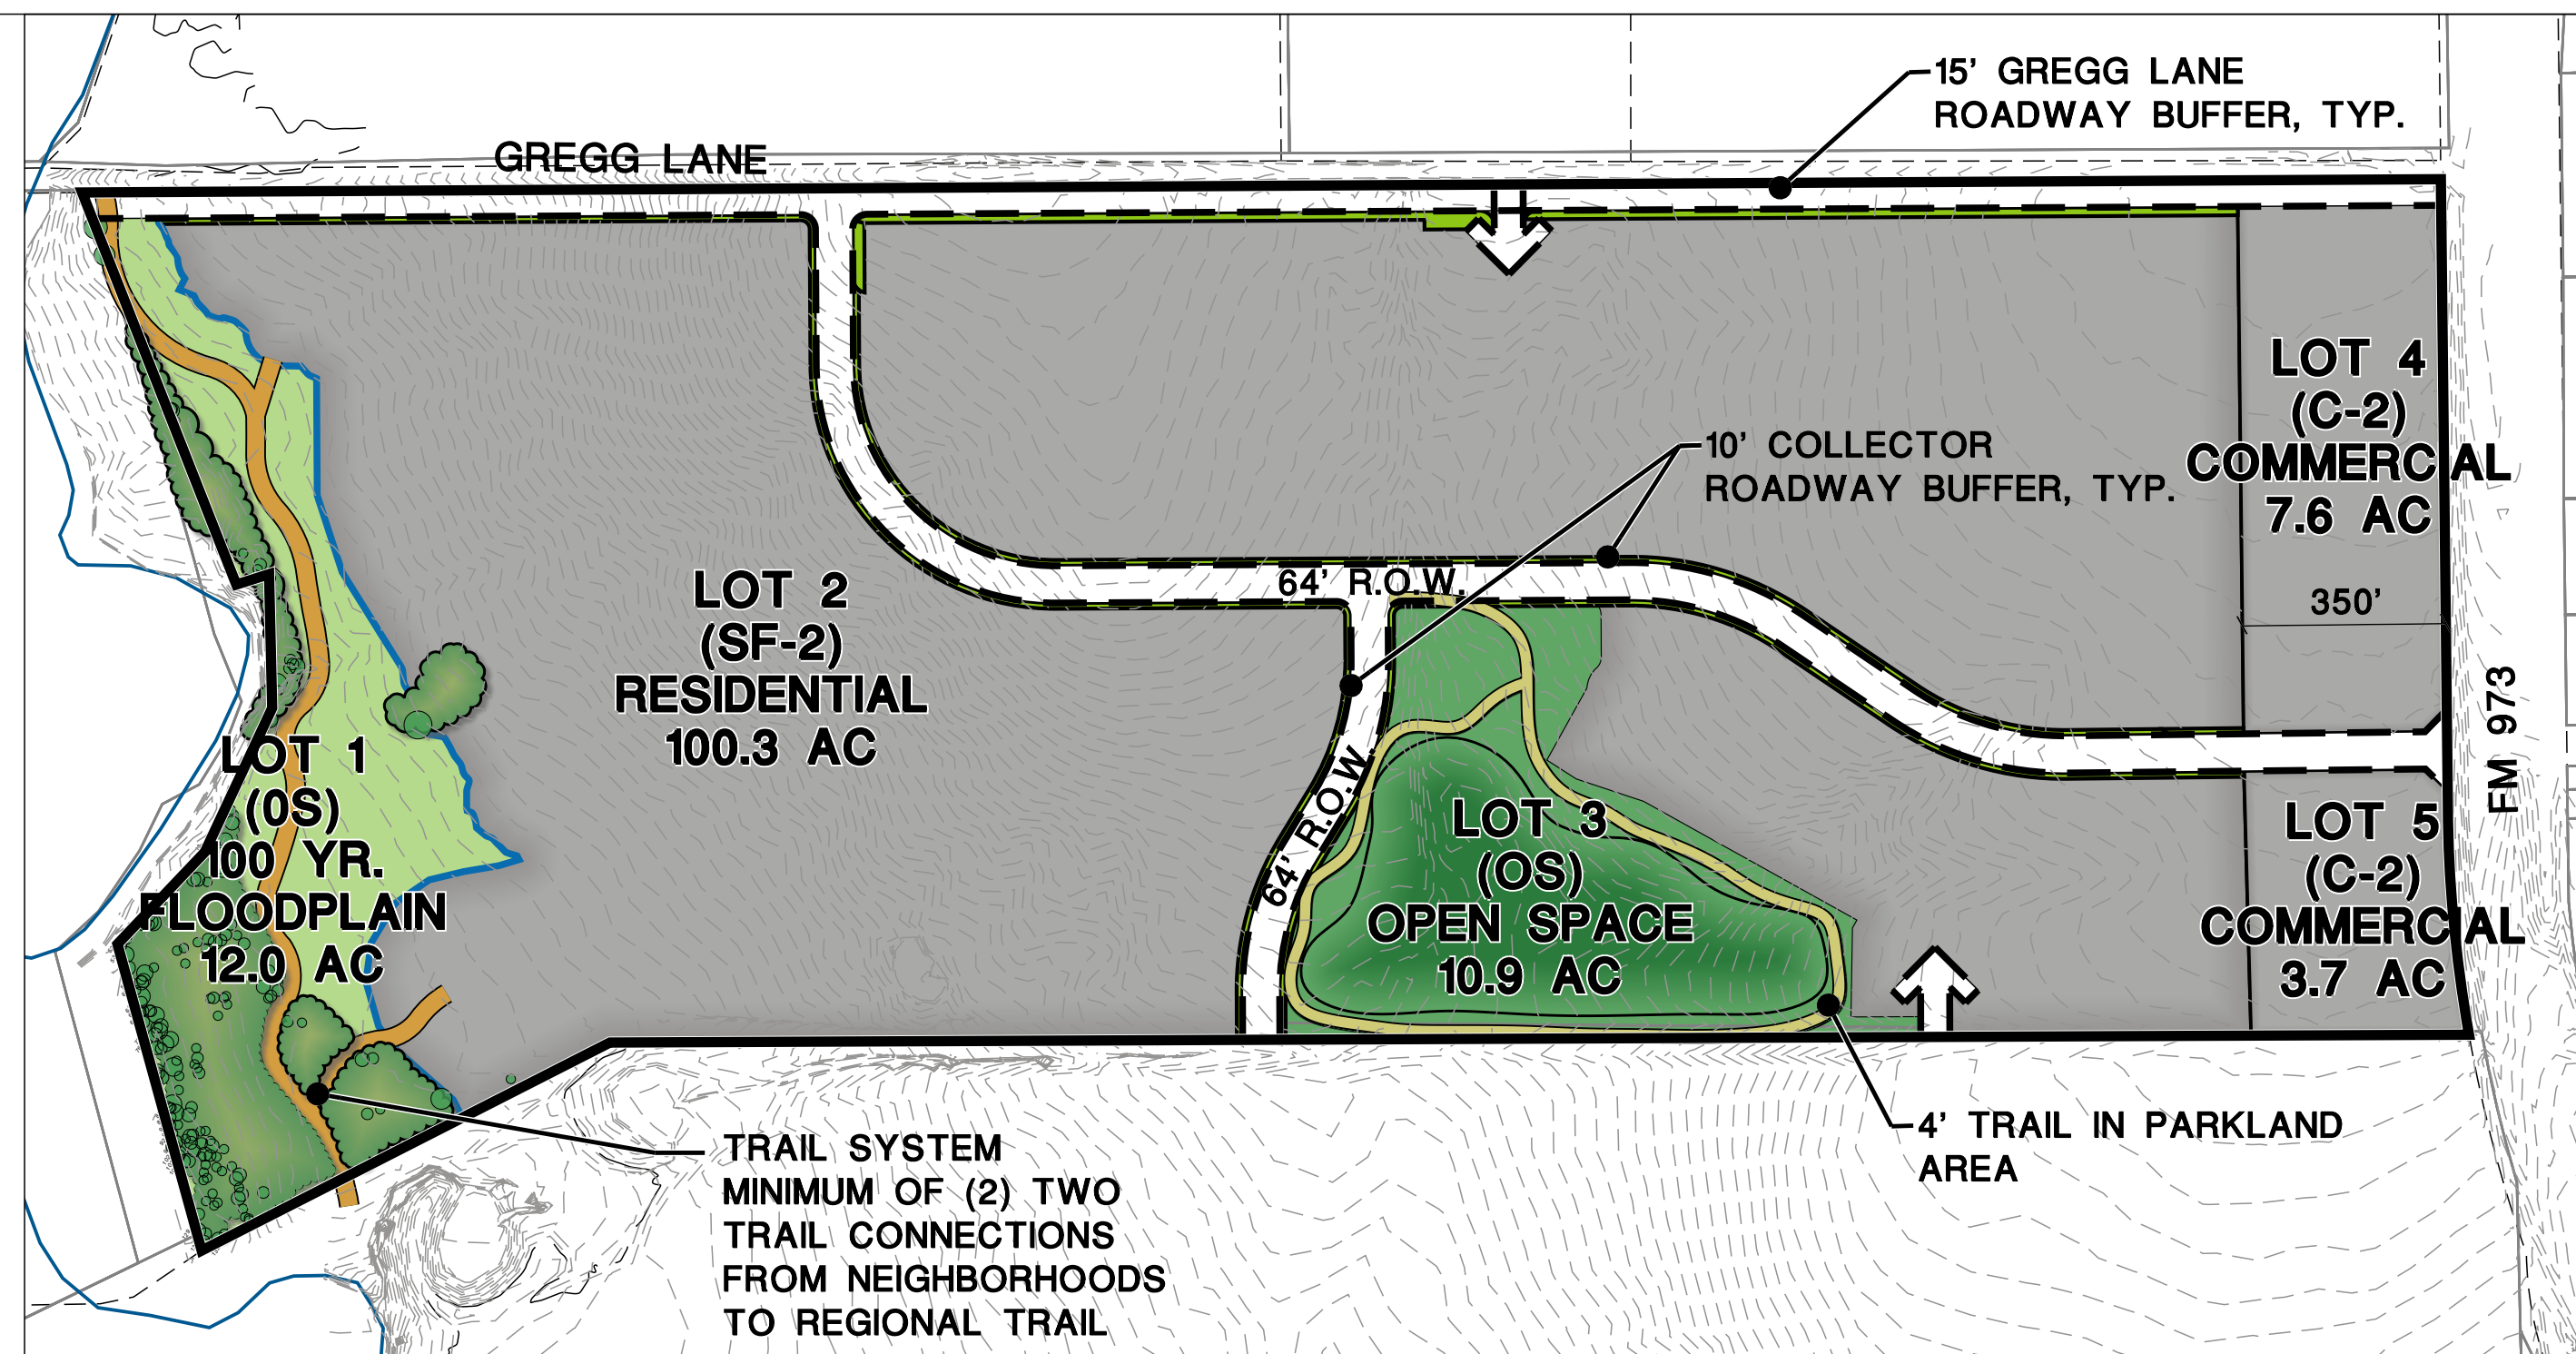 15' GREGG LANE
ROADWAY BUFFER, TYP.
GREGG LANE
LOT 4
(C-2)
COMMERCIAL
7.6 AC
350'
10' COLLECTOR
ROADWAY BUFFER, TYP.
64' R.O.W.
LOT 2
(SF-2)
RESIDENTIAL
100.3 AC
FM 973
LOT 1
(0S)
100 YR.
FLOODPLAIN
12.0 AC
64' R.O.W.
LOT 3
(OS)
OPEN SPACE
10.9 AC
LOT 5
(C-2)
COMMERCIAL
3.7 AC
4' TRAIL IN PARKLAND
AREA
TRAIL SYSTEM
MINIMUM OF (2) TWO
TRAIL CONNECTIONS
FROM NEIGHBORHOODS
TO REGIONAL TRAIL